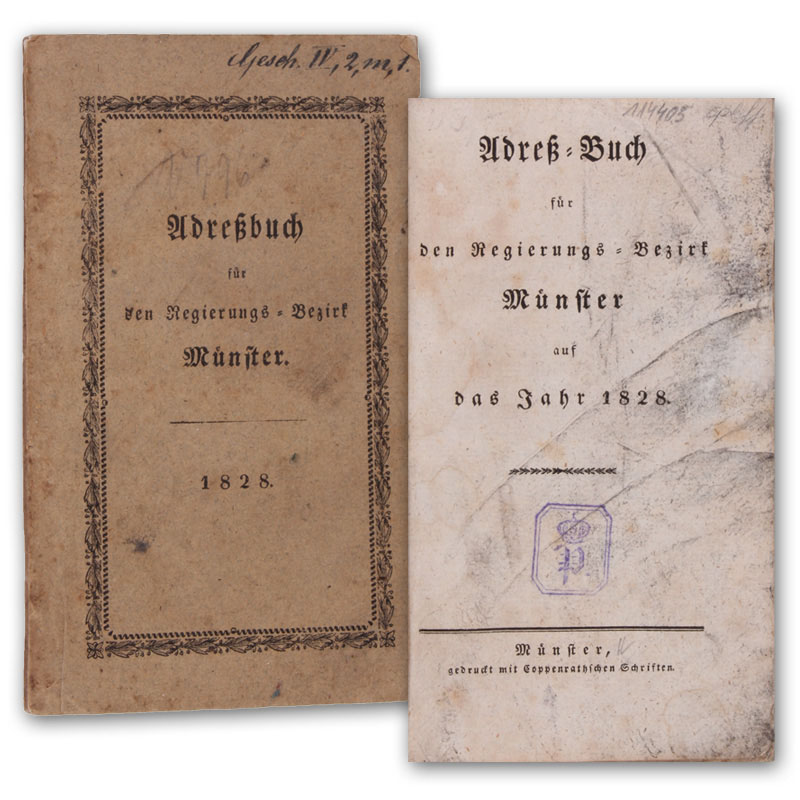 Gesch. IV, 2, m, 1.
Adreßbuch
für
den Regierungs-Bezirk
Münster.
1828.
114405
Adreß-Buch
für
den Regierungs-Bezirk
Münster
auf
das Jahr 1828.
P
Münster,
gedruckt mit Coppenrathschen Schriften.